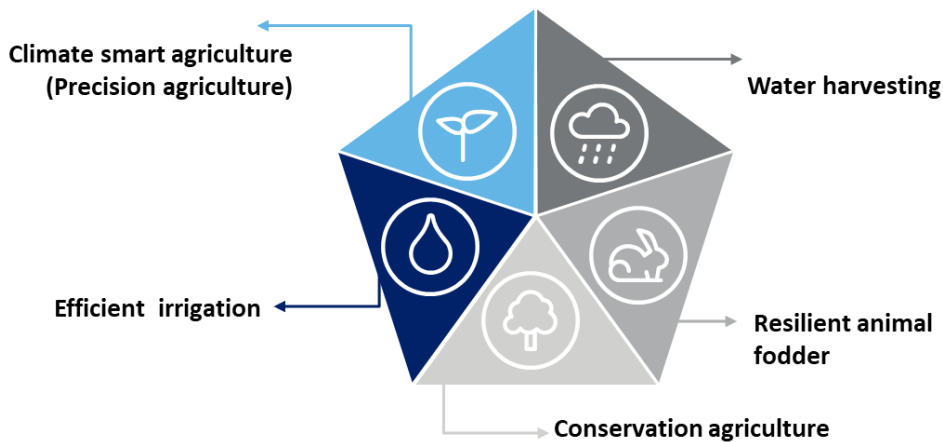 Climate smart agriculture
(Precision agriculture)
Water harvesting
Efficient irrigation
Resilient animal
fodder
Conservation agriculture